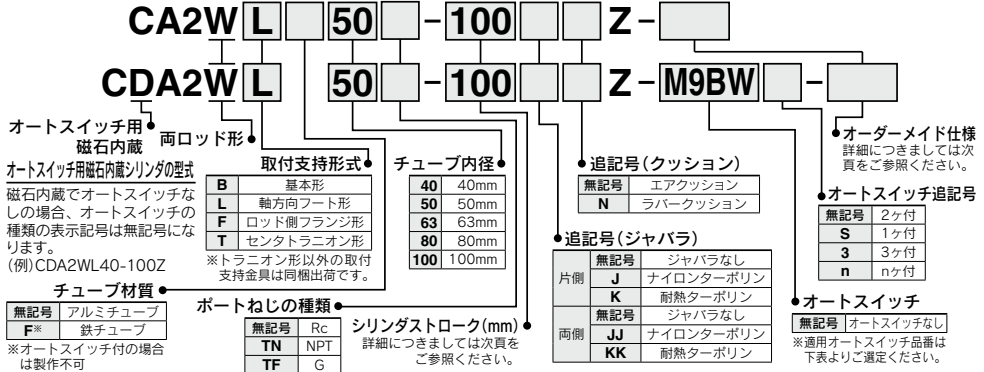 CA2W L 50 - 100 Z-
CDA2W L 50 - 100 Z- M9BW -
オートスイッチ用
磁石内蔵
両ロッド形
オートスイッチ用磁石内蔵シリンダの型式
磁石内蔵でオートスイッチな
しの場合、オートスイッチの
種類の表示記号は無記号にな
ります。
(例)CDA2WL40-100Z
チューブ材質
無記号 アルミチューブ
F※ 鉄チューブ
※オートスイッチ付の場合
は製作不可
取付支持形式
B 基本形
L 軸方向フート形
F ロッド側フランジ形
T センタトラニオン形
※トラニオン形以外の取付
支持金具は同梱出荷です。
ポートねじの種類
無記号 Rc
TN NPT
TF G
チューブ内径
40 40mm
50 50mm
63 63mm
80 80mm
100 100mm
シリンダストローク(mm)
詳細につきましては次頁を
ご参照ください。
追記号(クッション)
無記号 エアクッション
N ラバークッション
追記号(ジャバラ)
片側 無記号 ジャバラなし
J ナイロンターポリン
K 耐熱ターポリン
両側 無記号 ジャバラなし
JJ ナイロンターポリン
KK 耐熱ターポリン
オーダーメイド仕様
詳細につきましては次
頁をご参照ください。
オートスイッチ追記号
無記号 2ヶ付
S 1ヶ付
3 3ヶ付
n nヶ付
オートスイッチ
無記号 オートスイッチなし
※適用オートスイッチ品番は
下表よりご選定ください。